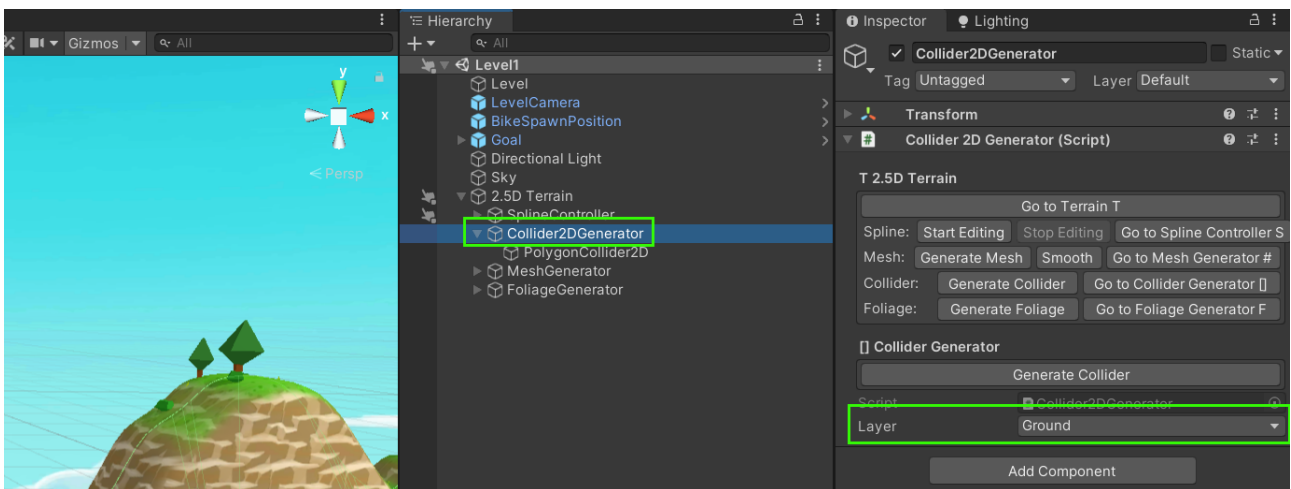 Gizmos
All
y
x
Persp
Hierarchy
All
Level1
Level
LevelCamera
BikeSpawnPosition
Goal
Directional Light
Sky
2.5D Terrain
SplineController
Collider2DGenerator
PolygonCollider2D
MeshGenerator
FoliageGenerator
Inspector Lighting
Collider2DGenerator Static
Tag Untagged Layer Default
Transform
# Collider 2D Generator (Script)
T 2.5D Terrain
Go to Terrain T
Spline: Start Editing Stop Editing Go to Spline Controller S
Mesh: Generate Mesh Smooth Go to Mesh Generator #
Collider: Generate Collider Go to Collider Generator []
Foliage: Generate Foliage Go to Foliage Generator F
[] Collider Generator
Generate Collider
Script Collider2DGenerator
Layer Ground
Add Component